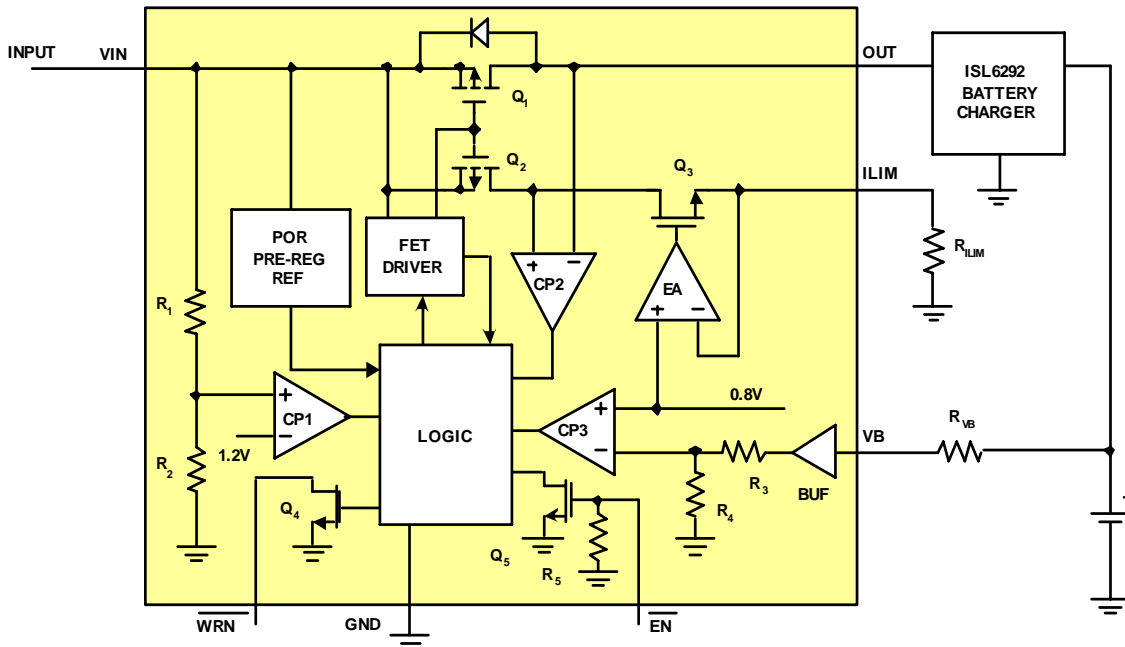 INPUT
VIN
OUT
ISL6292
BATTERY
CHARGER
Q1
Q2
Q3
ILIM
RILIM
POR
PRE-REG
REF
FET
DRIVER
+ −
CP2
EA
+ −
R1
+
CP1
−
1.2V
R2
LOGIC
+
CP3
−
0.8V
VB
RVB
R3
BUF
R4
Q4
Q5
R5
WRN
GND
EN